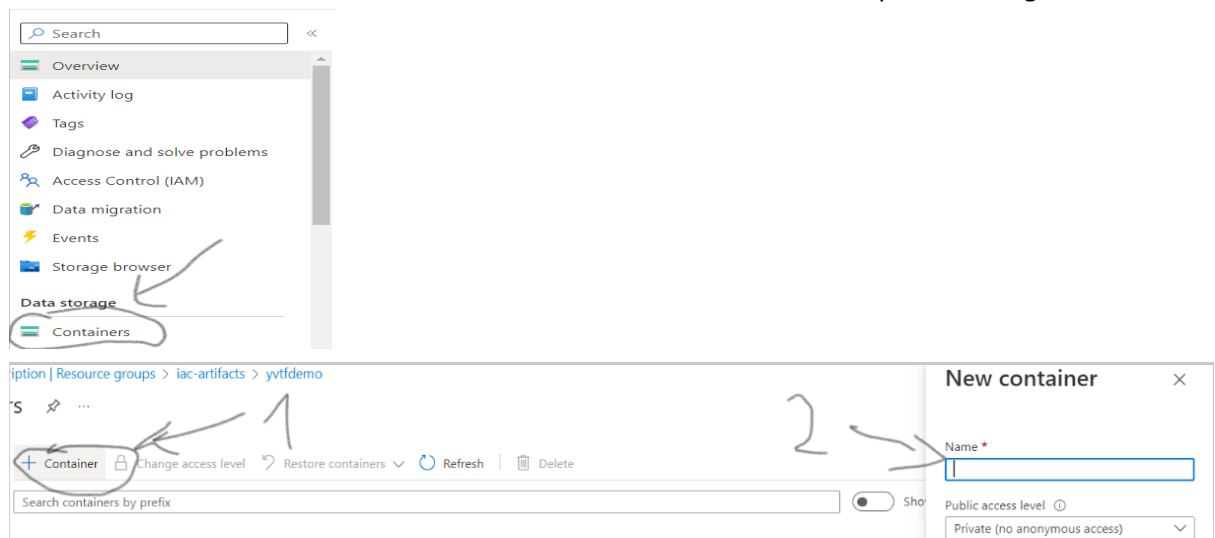 Search
Overview
Activity log
Tags
Diagnose and solve problems
Access Control (IAM)
Data migration
Events
Storage browser
Data storage
Containers
iption | Resource groups > iac-artifacts > yvtfdemo
rs
1
+ Container Change access level Restore containers Refresh Delete
Search containers by prefix
Sho
New container
2
Name *
Public access level
Private (no anonymous access)